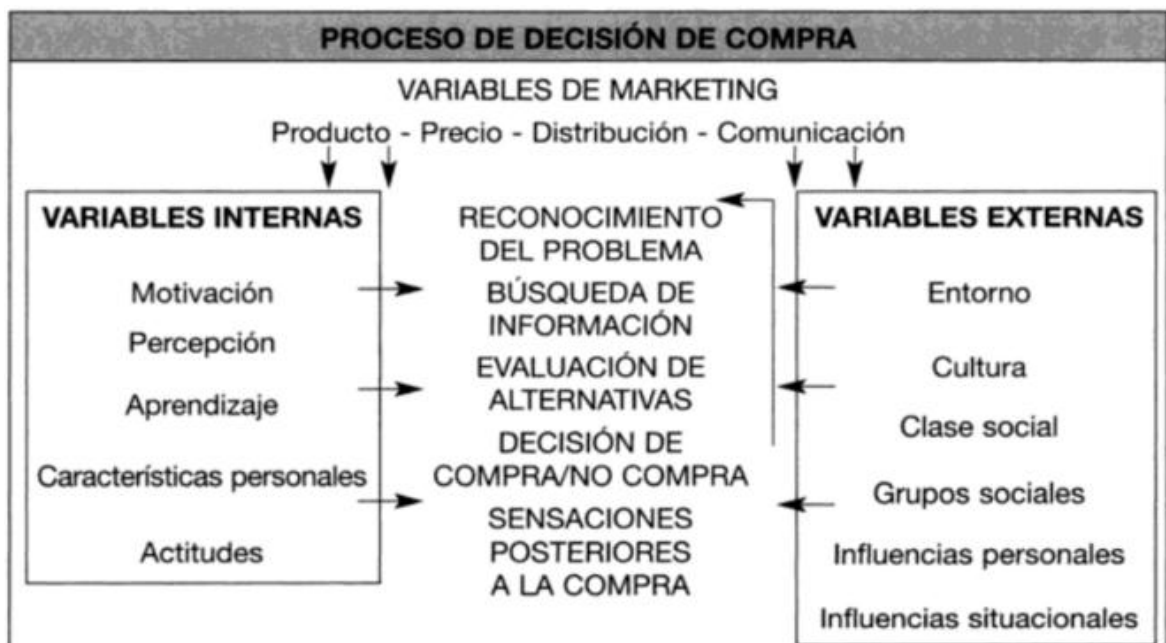 PROCESO DE DECISIÓN DE COMPRA
VARIABLES DE MARKETING
Producto - Precio - Distribución - Comunicación
VARIABLES INTERNAS
Motivación
Percepción
Aprendizaje
Características personales
Actitudes
RECONOCIMIENTO
DEL PROBLEMA
BÚSQUEDA DE
INFORMACIÓN
EVALUACIÓN DE
ALTERNATIVAS
DECISIÓN DE
COMPRA/NO COMPRA
SENSACIONES
POSTERIORES
A LA COMPRA
VARIABLES EXTERNAS
Entorno
Cultura
Clase social
Grupos sociales
Influencias personales
Influencias situacionales